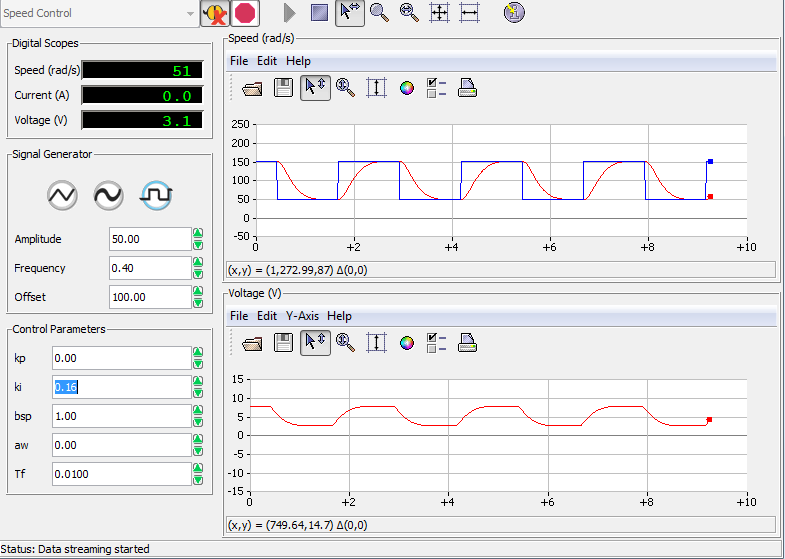 Speed Control
Digital Scopes
Speed (rad/s) 51
Current (A) 0.0
Voltage (V) 3.1
Signal Generator
Amplitude 50.00
Frequency 0.40
Offset 100.00
Control Parameters
kp 0.00
ki 0.16
bsp 1.00
aw 0.00
Tf 0.0100
Speed (rad/s)
File Edit Help
250
200
150
100
50
0
-50
0 +2 +4 +6 +8 +10
(x,y) = (1,272.99,87) Δ(0,0)
Voltage (V)
File Edit Y-Axis Help
15
10
5
0
-5
-10
-15
0 +2 +4 +6 +8 +10
(x,y) = (749.64,14.7) Δ(0,0)
Status: Data streaming started